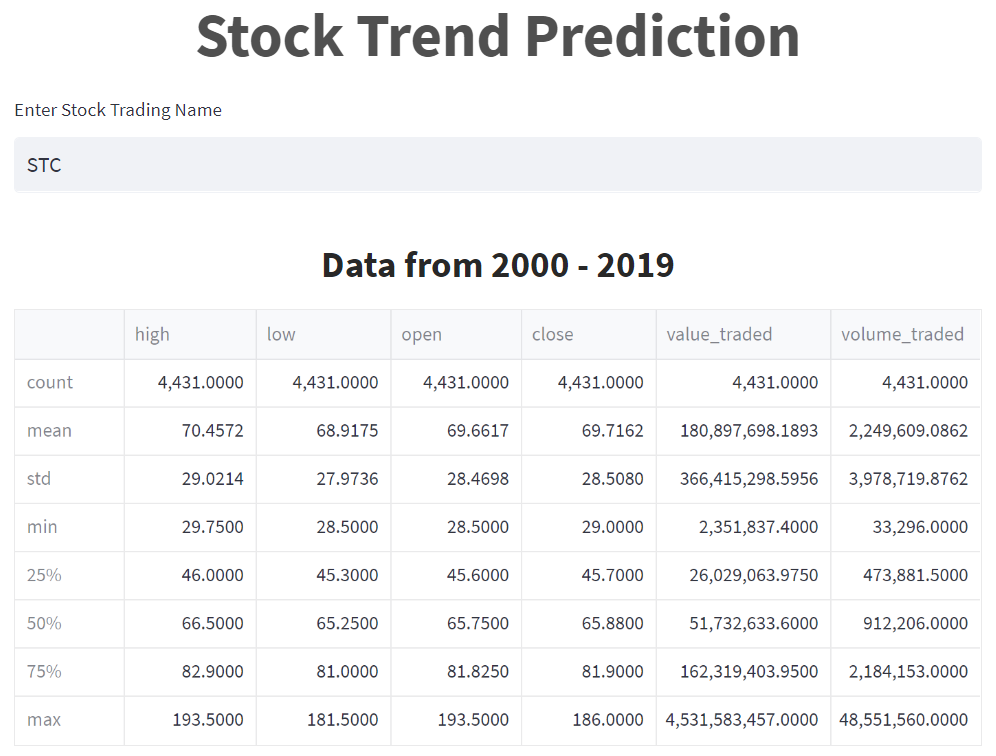 Stock Trend Prediction
Enter Stock Trading Name
STC
Data from 2000 - 2019
high low open close value_traded volume_traded
count 4,431.0000 4,431.0000 4,431.0000 4,431.0000 4,431.0000 4,431.0000
mean 70.4572 68.9175 69.6617 69.7162 180,897,698.1893 2,249,609.0862
std 29.0214 27.9736 28.4698 28.5080 366,415,298.5956 3,978,719.8762
min 29.7500 28.5000 28.5000 29.0000 2,351,837.4000 33,296.0000
25% 46.0000 45.3000 45.6000 45.7000 26,029,063.9750 473,881.5000
50% 66.5000 65.2500 65.7500 65.8800 51,732,633.6000 912,206.0000
75% 82.9000 81.0000 81.8250 81.9000 162,319,403.9500 2,184,153.0000
max 193.5000 181.5000 193.5000 186.0000 4,531,583,457.0000 48,551,560.0000